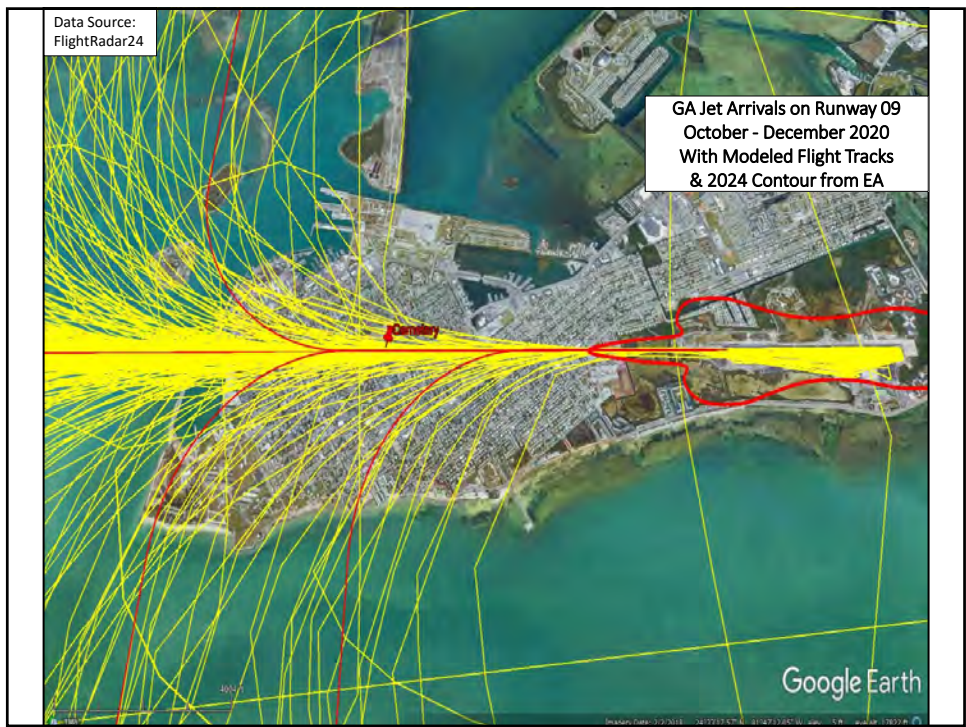 Data Source:
FlightRadar24
GA Jet Arrivals on Runway 09
October - December 2020
With Modeled Flight Tracks
& 2024 Contour from EA
Cemetery
Google Earth